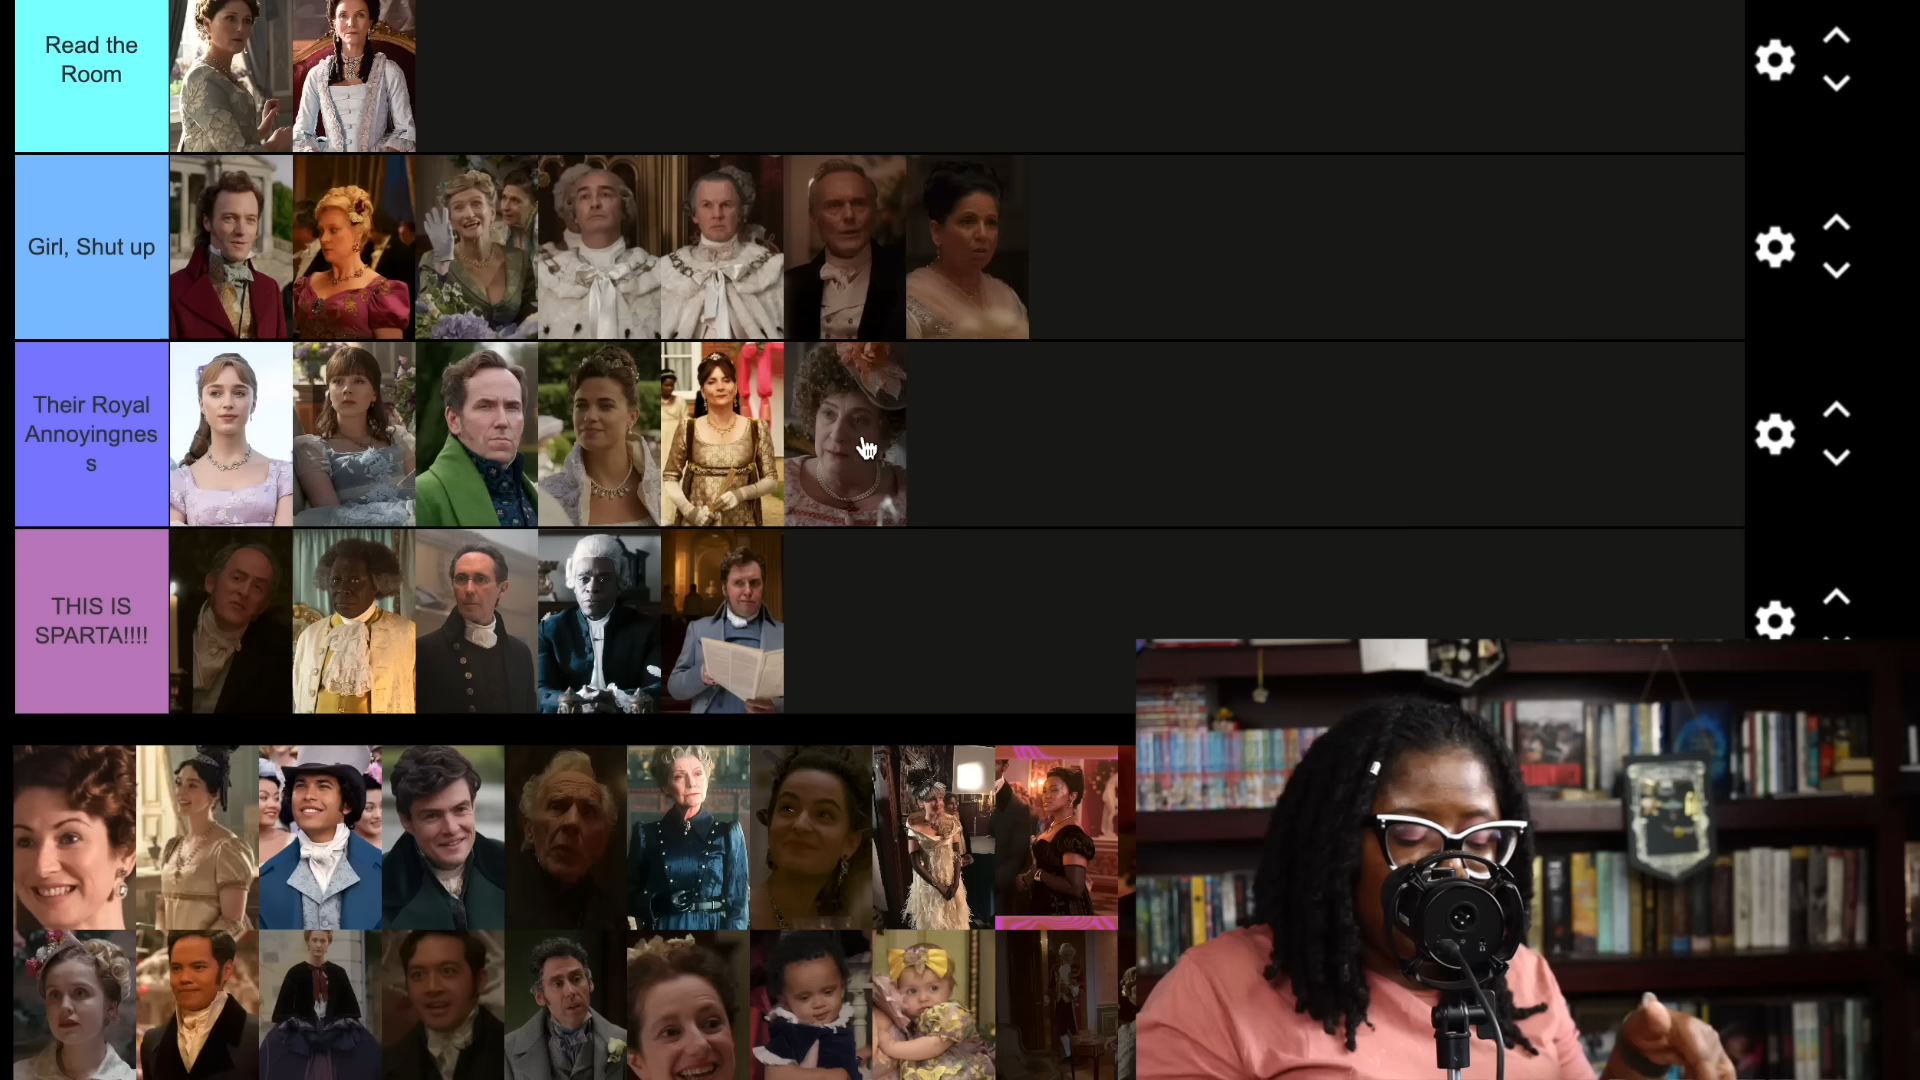 Read the
Room
Girl, Shut up
Their Royal
Annoyingnes
s
THIS IS
SPARTA!!!!